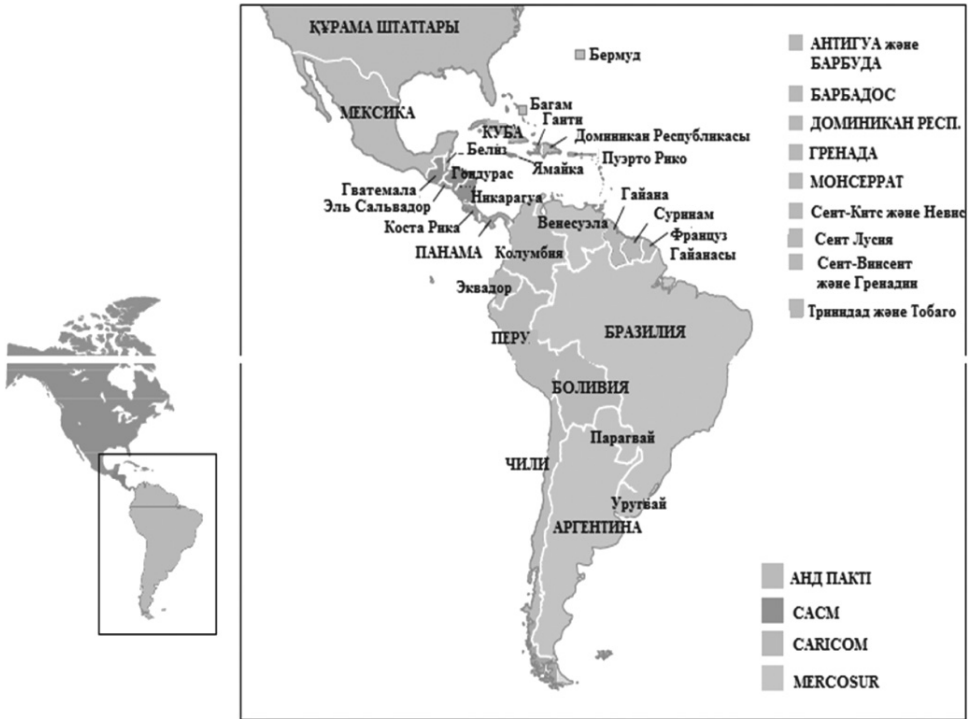 ҚҰРАМА ШТАТТАРЫ
Бермуд
МЕКСИКА
Багам
Гаити
КУБА
Доминикан Республикасы
Белиз
Ямайка
Пуэрто Рико
Гондурас
Гватемала
Никарагуа
Эль Сальвадор
Коста Рика
ПАНАМА
Гайана
Суринам
Венесуэла
Француз
Гайанасы
Колумбия
Эквадор
ПЕРУ
БРАЗИЛИЯ
БОЛИВИЯ
Парагвай
ЧИЛИ
Уругвай
АРГЕНТИНА
АНТИГУА және
БАРБУДА
БАРБАДОС
ДОМИНИКАН РЕСП.
ГРЕНАДА
МОНСЕРРАТ
Сент-Китс және Невис
Сент Лусия
Сент-Винсент
және Гренадин
Тринидад және Тобаго
АНД ПАКТІ
САСМ
CARICOM
MERCOSUR